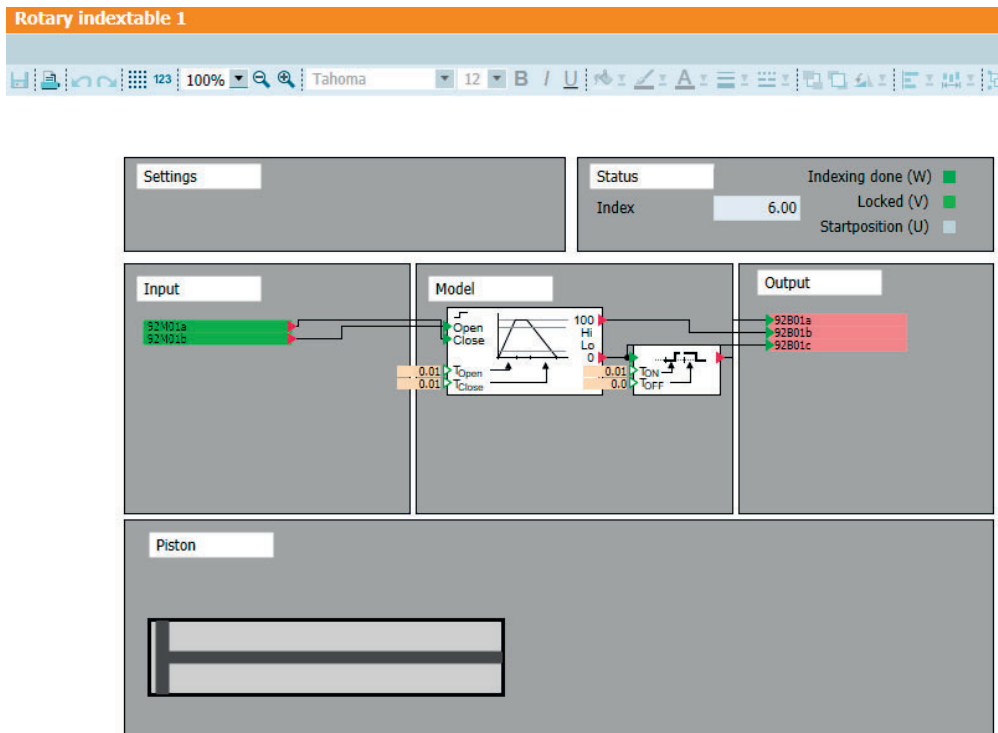 Rotary indextable 1
123 100% Tahoma 12 B I U A
Settings
Status
Indexing done (W)
Index 6.00
Locked (V)
Startposition (U)
Input
92M01a
92M01b
Model
Open
Close
100
Hi
Lo
0
0.01 TOpen
0.01 TClose
0.01 TON
0.0 TOFF
Output
92B01a
92B01b
92B01c
Piston